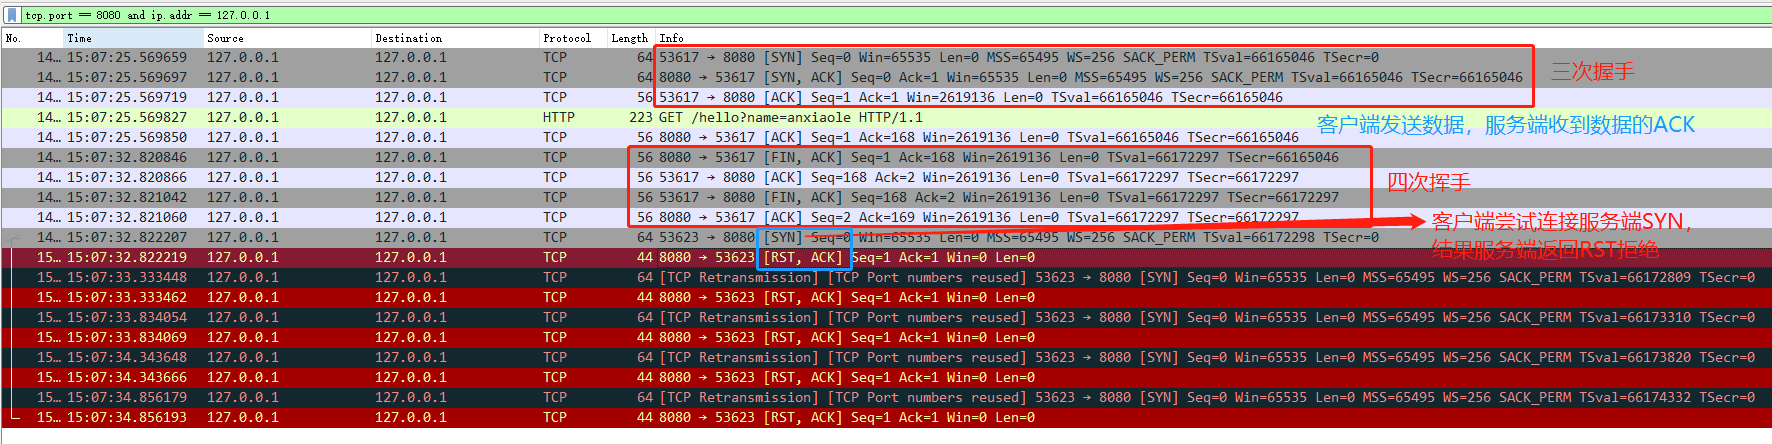 tcp.port == 8080 and ip.addr == 127.0.0.1
No. Time Source Destination Protocol Length Info
14… 15:07:25.569659 127.0.0.1 127.0.0.1 TCP 64 53617 → 8080 [SYN] Seq=0 Win=65535 Len=0 MSS=65495 WS=256 SACK_PERM TSval=66165046 TSecr=0
14… 15:07:25.569697 127.0.0.1 127.0.0.1 TCP 64 8080 → 53617 [SYN, ACK] Seq=0 Ack=1 Win=65535 Len=0 MSS=65495 WS=256 SACK_PERM TSval=66165046 TSecr=66165046
三次握手
14… 15:07:25.569719 127.0.0.1 127.0.0.1 TCP 56 53617 → 8080 [ACK] Seq=1 Ack=1 Win=2619136 Len=0 TSval=66165046 TSecr=66165046
14… 15:07:25.569827 127.0.0.1 127.0.0.1 HTTP 223 GET /hello?name=anxiaole HTTP/1.1
客户端发送数据，服务端收到数据的ACK
14… 15:07:25.569850 127.0.0.1 127.0.0.1 TCP 56 8080 → 53617 [ACK] Seq=1 Ack=168 Win=2619136 Len=0 TSval=66165046 TSecr=66165046
14… 15:07:32.820846 127.0.0.1 127.0.0.1 TCP 56 8080 → 53617 [FIN, ACK] Seq=1 Ack=168 Win=2619136 Len=0 TSval=66172297 TSecr=66165046
14… 15:07:32.820866 127.0.0.1 127.0.0.1 TCP 56 53617 → 8080 [ACK] Seq=168 Ack=2 Win=2619136 Len=0 TSval=66172297 TSecr=66172297
四次挥手
14… 15:07:32.821042 127.0.0.1 127.0.0.1 TCP 56 53617 → 8080 [FIN, ACK] Seq=168 Ack=2 Win=2619136 Len=0 TSval=66172297 TSecr=66172297
14… 15:07:32.821060 127.0.0.1 127.0.0.1 TCP 56 8080 → 53617 [ACK] Seq=2 Ack=169 Win=2619136 Len=0 TSval=66172297 TSecr=66172297
客户端尝试连接服务端SYN，
14… 15:07:32.822207 127.0.0.1 127.0.0.1 TCP 64 53623 → 8080 [SYN] Seq=0 Win=65535 Len=0 MSS=65495 WS=256 SACK_PERM TSval=66172298 TSecr=0
结果服务端返回RST拒绝
15… 15:07:32.822219 127.0.0.1 127.0.0.1 TCP 44 8080 → 53623 [RST, ACK] Seq=1 Ack=1 Win=0 Len=0
15… 15:07:33.333448 127.0.0.1 127.0.0.1 TCP 64 [TCP Retransmission] [TCP Port numbers reused] 53623 → 8080 [SYN] Seq=0 Win=65535 Len=0 MSS=65495 WS=256 SACK_PERM TSval=66172809 TSecr=0
15… 15:07:33.333462 127.0.0.1 127.0.0.1 TCP 44 8080 → 53623 [RST, ACK] Seq=1 Ack=1 Win=0 Len=0
15… 15:07:33.834054 127.0.0.1 127.0.0.1 TCP 64 [TCP Retransmission] [TCP Port numbers reused] 53623 → 8080 [SYN] Seq=0 Win=65535 Len=0 MSS=65495 WS=256 SACK_PERM TSval=66173310 TSecr=0
15… 15:07:33.834069 127.0.0.1 127.0.0.1 TCP 44 8080 → 53623 [RST, ACK] Seq=1 Ack=1 Win=0 Len=0
15… 15:07:34.343648 127.0.0.1 127.0.0.1 TCP 64 [TCP Retransmission] [TCP Port numbers reused] 53623 → 8080 [SYN] Seq=0 Win=65535 Len=0 MSS=65495 WS=256 SACK_PERM TSval=66173820 TSecr=0
15… 15:07:34.343666 127.0.0.1 127.0.0.1 TCP 44 8080 → 53623 [RST, ACK] Seq=1 Ack=1 Win=0 Len=0
15… 15:07:34.856179 127.0.0.1 127.0.0.1 TCP 64 [TCP Retransmission] [TCP Port numbers reused] 53623 → 8080 [SYN] Seq=0 Win=65535 Len=0 MSS=65495 WS=256 SACK_PERM TSval=66174332 TSecr=0
15… 15:07:34.856193 127.0.0.1 127.0.0.1 TCP 44 8080 → 53623 [RST, ACK] Seq=1 Ack=1 Win=0 Len=0